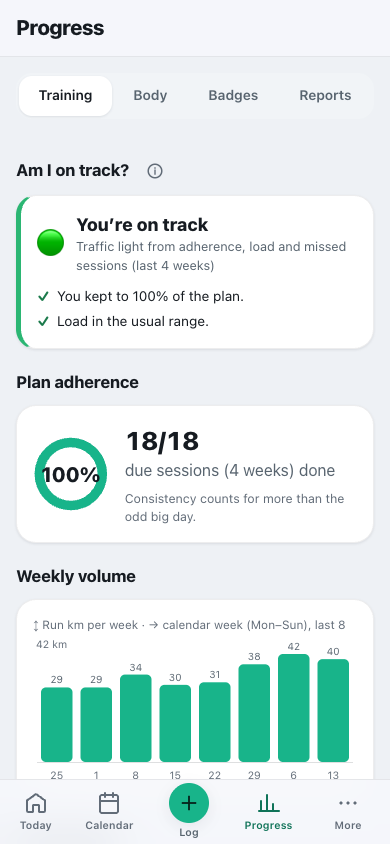 Progress
Training Body Badges Reports
Am I on track?
You're on track
Traffic light from adherence, load and missed
sessions (last 4 weeks)
You kept to 100% of the plan.
Load in the usual range.
Plan adherence
100%
18/18
due sessions (4 weeks) done
Consistency counts for more than the
odd big day.
Weekly volume
↕ Run km per week · → calendar week (Mon–Sun), last 8
42 km
29 29 34 30 31 38 42 40
25 1 8 15 22 29 6 13
Today Calendar Log Progress More